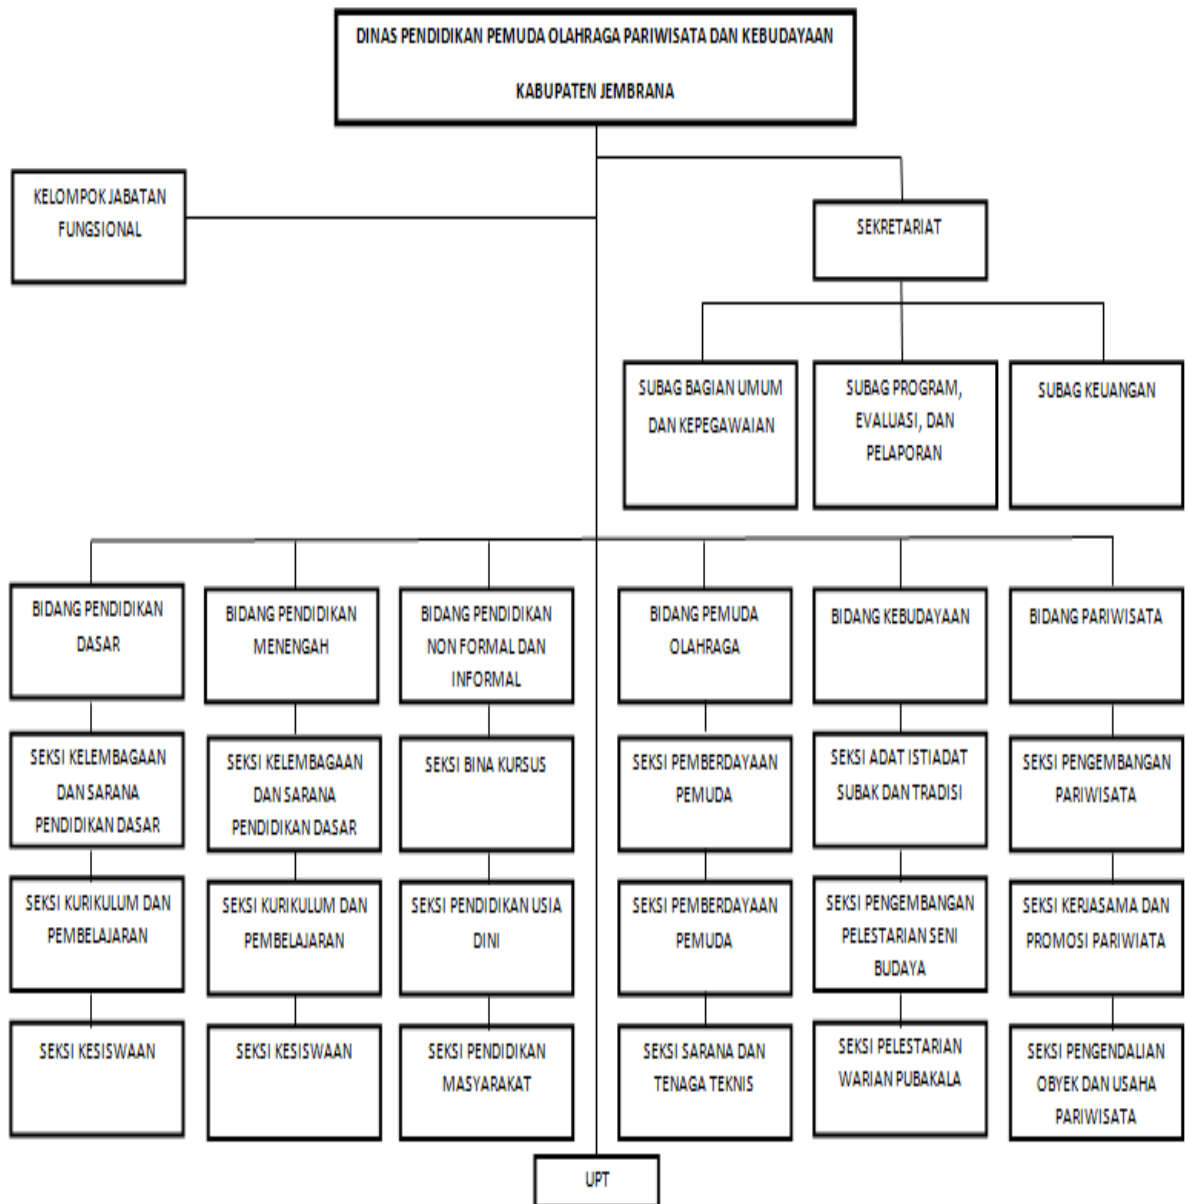 DINAS PENDIDIKAN PEMUDA OLAHRAGA PARIWISATA DAN KEBUDAYAAN
KABUPATEN JEMBRANA
KELOMPOK JABATAN
FUNGSIONAL
SEKRETARIAT
SUBAG BAGIAN UMUM
DAN KEPEGAWAIAN
SUBAG PROGRAM,
EVALUASI, DAN
PELAPORAN
SUBAG KEUANGAN
BIDANG PENDIDIKAN
DASAR
BIDANG PENDIDIKAN
MENENGAH
BIDANG PENDIDIKAN
NON FORMAL DAN
INFORMAL
BIDANG PEMUDA
OLAHRAGA
BIDANG KEBUDAYAAN
BIDANG PARIWISATA
SEKSI KELEMBAGAAN
DAN SARANA
PENDIDIKAN DASAR
SEKSI KELEMBAGAAN
DAN SARANA
PENDIDIKAN DASAR
SEKSI BINA KURSUS
SEKSI PEMBERDAYAAN
PEMUDA
SEKSI ADAT ISTIADAT
SUBAK DAN TRADISI
SEKSI PENGEMBANGAN
PARIWISATA
SEKSI KURIKULUM DAN
PEMBELAJARAN
SEKSI KURIKULUM DAN
PEMBELAJARAN
SEKSI PENDIDIKAN USIA
DINI
SEKSI PEMBERDAYAAN
PEMUDA
SEKSI PENGEMBANGAN
PELESTARIAN SENI
BUDAYA
SEKSI KERJASAMA DAN
PROMOSI PARIWIATA
SEKSI KESISWAAN
SEKSI KESISWAAN
SEKSI PENDIDIKAN
MASYARAKAT
SEKSI SARANA DAN
TENAGA TEKNIS
SEKSI PELESTARIAN
WARIAN PUBAKALA
SEKSI PENGENDALIAN
OBYEK DAN USAHA
PARIWISATA
UPT